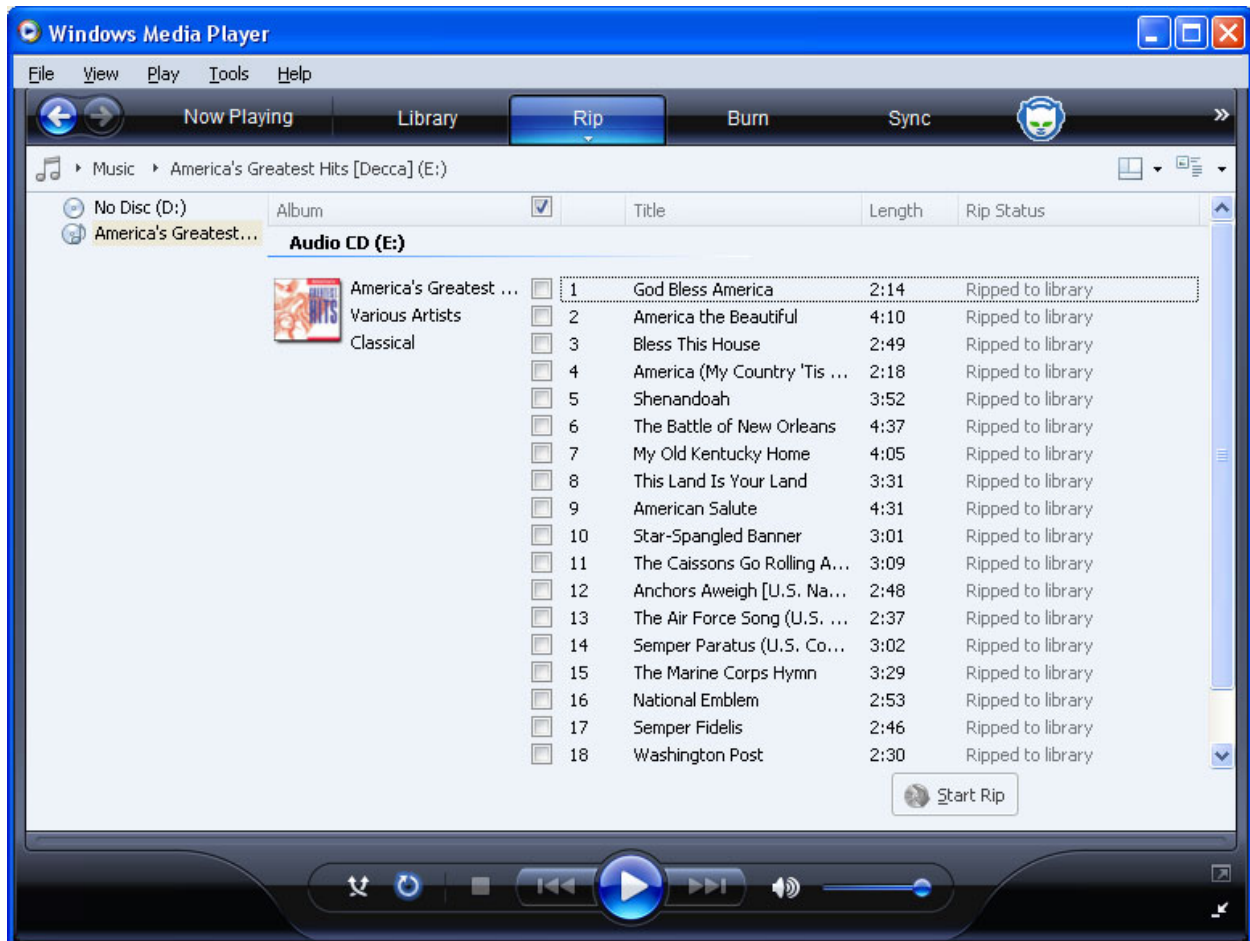 Windows Media Player
File View Play Tools Help
Now Playing Library Rip Burn Sync
Music America's Greatest Hits [Decca] (E:)
No Disc (D:)
America's Greatest...
Album Title Length Rip Status
Audio CD (E:)
America's Greatest ...
Various Artists
Classical
GREATEST
HITS
1 God Bless America 2:14 Ripped to library
2 America the Beautiful 4:10 Ripped to library
3 Bless This House 2:49 Ripped to library
4 America (My Country 'Tis ... 2:18 Ripped to library
5 Shenandoah 3:52 Ripped to library
6 The Battle of New Orleans 4:37 Ripped to library
7 My Old Kentucky Home 4:05 Ripped to library
8 This Land Is Your Land 3:31 Ripped to library
9 American Salute 4:31 Ripped to library
10 Star-Spangled Banner 3:01 Ripped to library
11 The Caissons Go Rolling A... 3:09 Ripped to library
12 Anchors Aweigh [U.S. Na... 2:48 Ripped to library
13 The Air Force Song (U.S. ... 2:37 Ripped to library
14 Semper Paratus (U.S. Co... 3:02 Ripped to library
15 The Marine Corps Hymn 3:29 Ripped to library
16 National Emblem 2:53 Ripped to library
17 Semper Fidelis 2:46 Ripped to library
18 Washington Post 2:30 Ripped to library
Start Rip